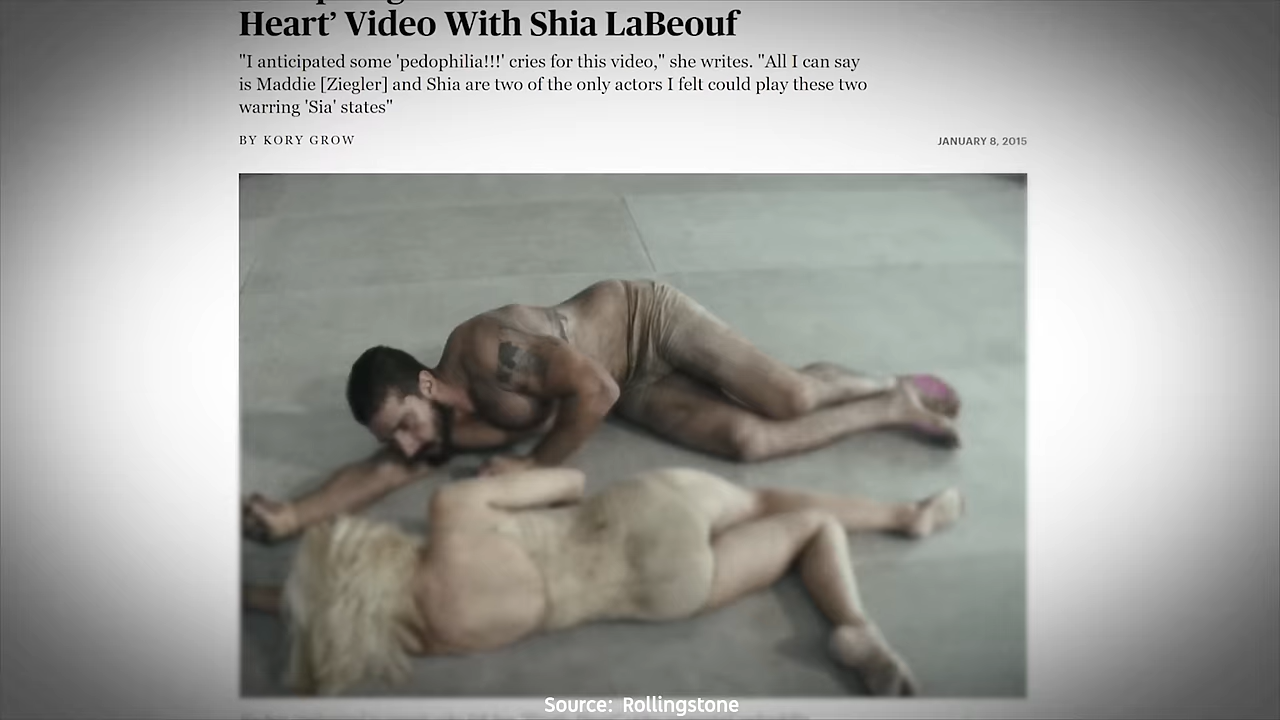 Heart’ Video With Shia LaBeouf
"I anticipated some 'pedophilia!!!' cries for this video," she writes. "All I can say
is Maddie [Ziegler] and Shia are two of the only actors I felt could play these two
warring 'Sia' states"
BY KORY GROW
JANUARY 8, 2015
Source: Rollingstone